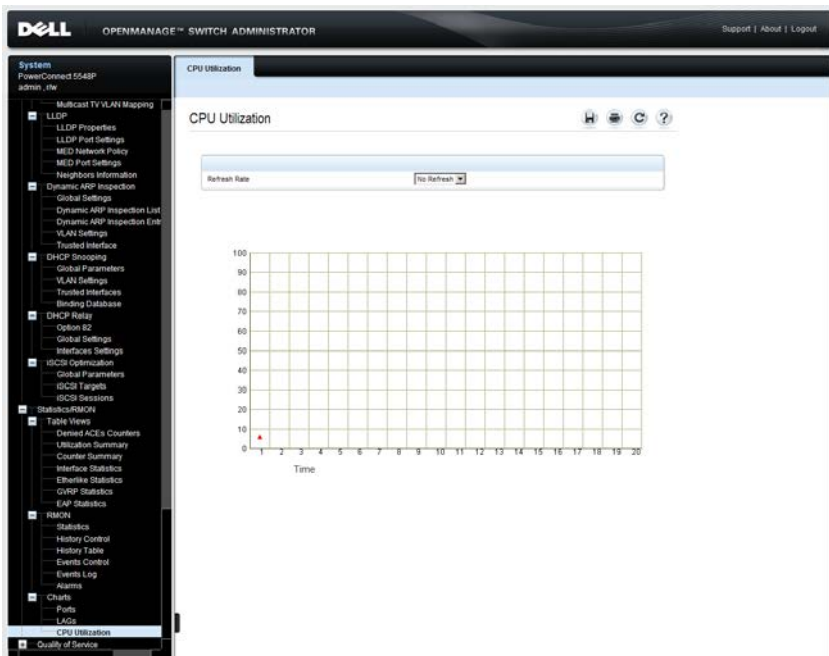 DELL OPENMANAGE™ SWITCH ADMINISTRATOR
Support | About | Logout
System
PowerConnect 5548P
admin , r/w
Multicast TV VLAN Mapping
LLDP
LLDP Properties
LLDP Port Settings
MED Network Policy
MED Port Settings
Neighbors Information
Dynamic ARP Inspection
Global Settings
Dynamic ARP Inspection List
Dynamic ARP Inspection Entr
VLAN Settings
Trusted Interface
DHCP Snooping
Global Parameters
VLAN Settings
Trusted Interfaces
Binding Database
DHCP Relay
Option 82
Global Settings
Interfaces Settings
iSCSI Optimization
Global Parameters
iSCSI Targets
iSCSI Sessions
Statistics/RMON
Table Views
Denied ACEs Counters
Utilization Summary
Counter Summary
Interface Statistics
Etherlike Statistics
GVRP Statistics
EAP Statistics
RMON
Statistics
History Control
History Table
Events Control
Events Log
Alarms
Charts
Ports
LAGs
CPU Utilization
Quality of Service
CPU Utilization
CPU Utilization
?
Refresh Rate No Refresh
100
90
80
70
60
50
40
30
20
10
0
1 2 3 4 5 6 7 8 9 10 11 12 13 14 15 16 17 18 19 20
Time